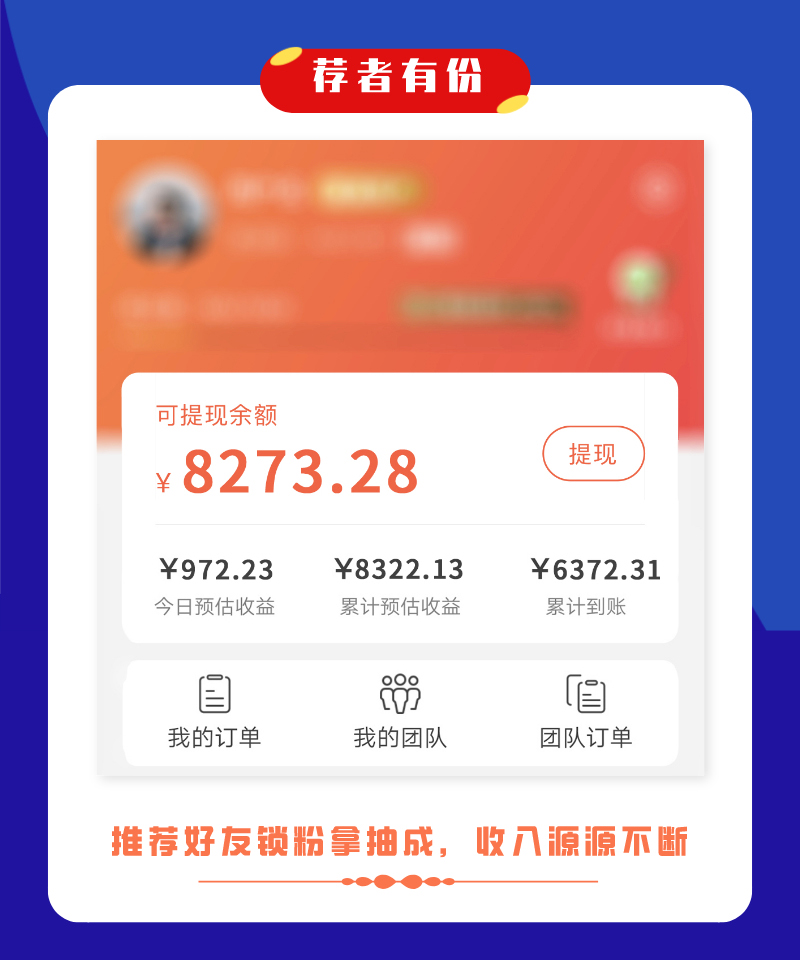 荐者有份
可提现余额
¥ 8273.28
提现
¥972.23
¥8322.13
¥6372.31
今日预估收益
累计预估收益
累计到账
我的订单
我的团队
团队订单
推荐好友锁粉拿抽成，收入源源不断